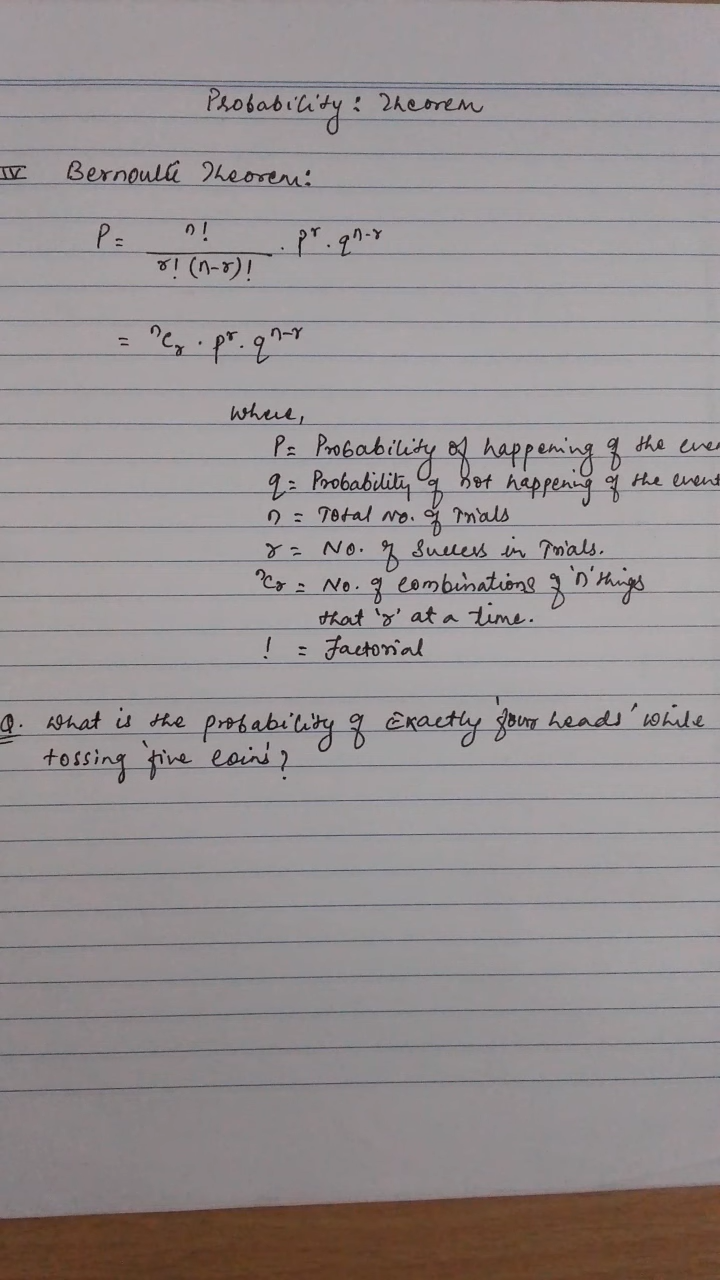 Probability: Theorem
IV Bernoulli Theorem:
P = n! / r! (n-r)! . p^r . q^n-r
= nCr . p^r . q^n-r
Where,
P = Probability of happening of the even
q = Probability of not happening of the event
n = Total No. of Trials
r = No. of Success in Trials.
nCr = No. of combinations of 'n' things
that 'r' at a time.
! = Factorial
Q. What is the probability of Exactly 'four heads' while
tossing 'five coins'?